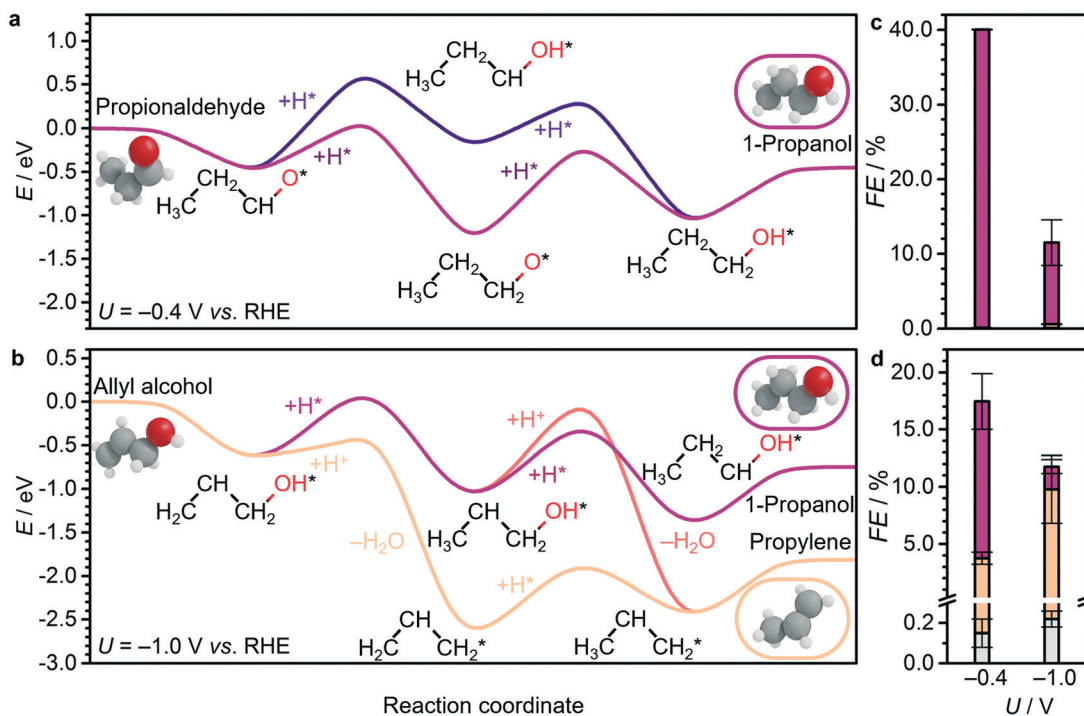 a
1.0
0.5
0.0
-0.5
-1.0
-1.5
-2.0
E / eV
Propionaldehyde
CH2
H3C
CH
OH*
+H*
+H*
+H*
+H*
CH2
O*
H3C
CH
CH2
O*
H3C
CH2
CH2
OH*
H3C
CH2
1-Propanol
U = –0.4 V vs. RHE
c
40.0
30.0
20.0
10.0
0.0
FE / %
b
0.5
0.0
-0.5
-1.0
-1.5
-2.0
-2.5
-3.0
E / eV
Allyl alcohol
+H*
+H+
CH
OH*
H2C
CH2
–H2O
+H+
+H*
CH
OH*
H3C
CH2
CH2
OH*
H3C
CH
1-Propanol
–H2O
Propylene
+H*
CH
H2C
CH2*
CH
H3C
CH2*
U = –1.0 V vs. RHE
Reaction coordinate
d
20.0
15.0
10.0
5.0
0.2
0.0
FE / %
–0.4
–1.0
U / V